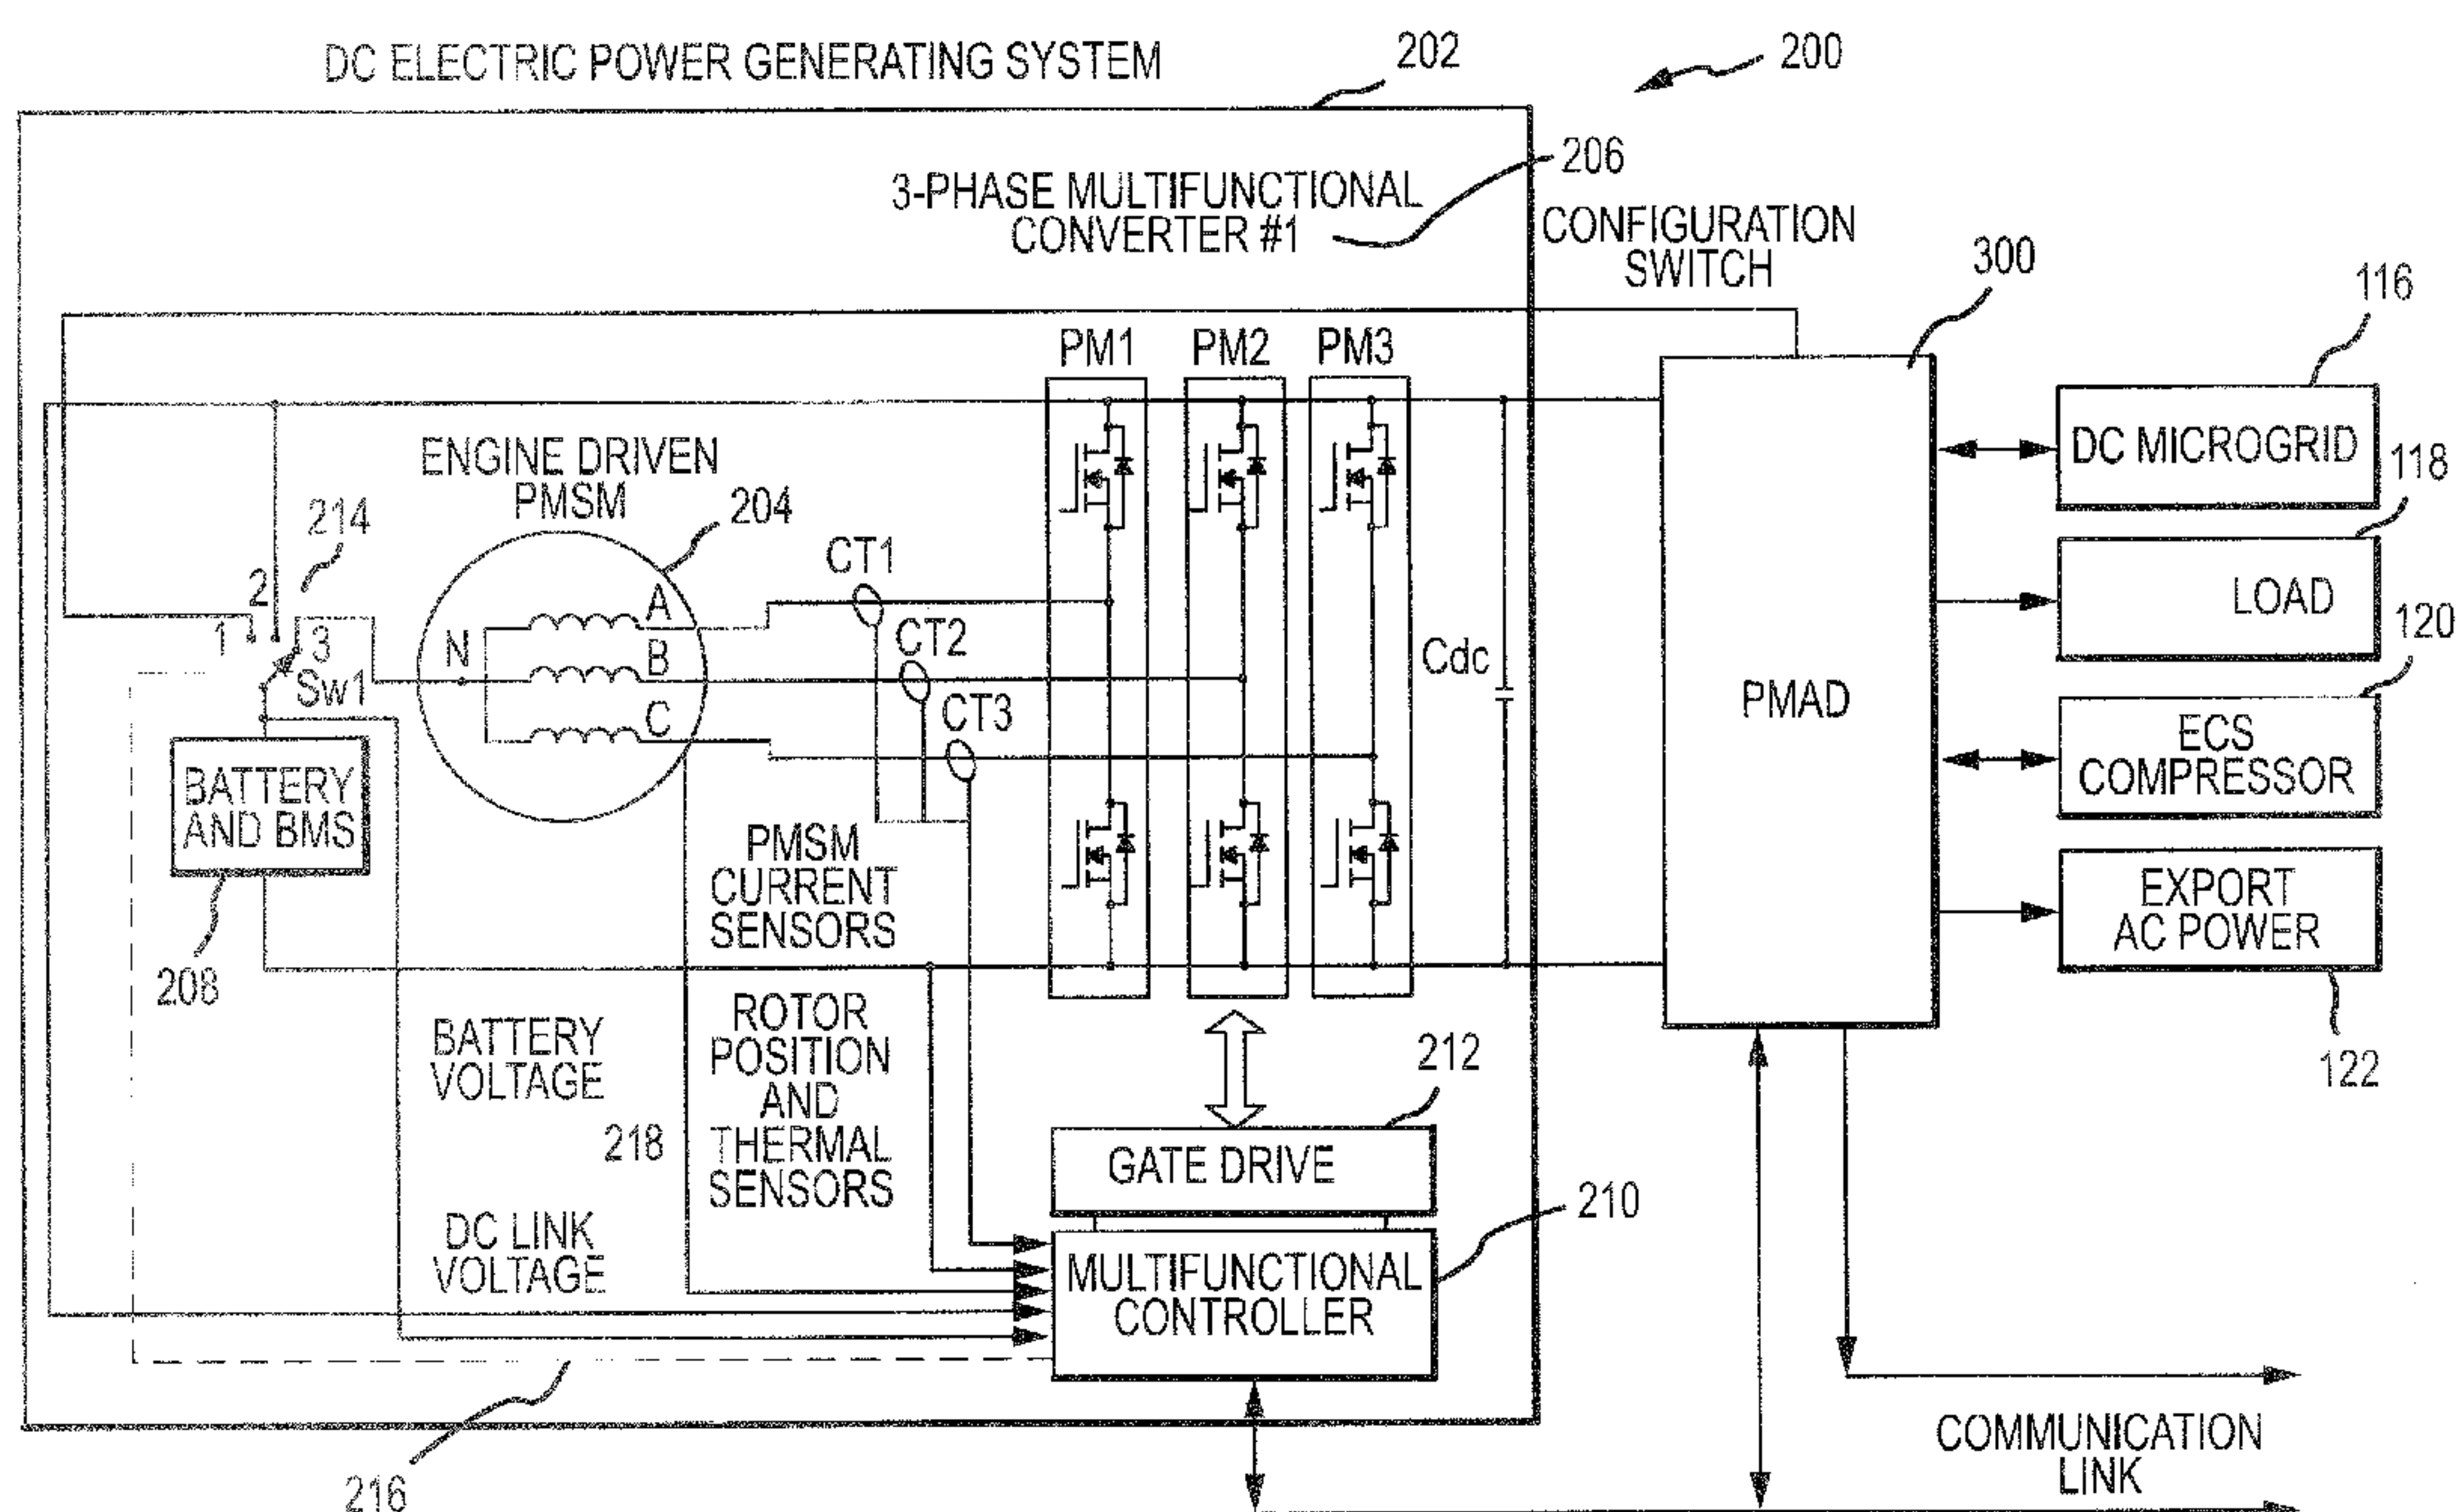 DC ELECTRIC POWER GENERATING SYSTEM
202
200
206
3-PHASE MULTIFUNCTIONAL
CONVERTER #1
CONFIGURATION
SWITCH
300
116
PM1
PM2
PM3
DC MICROGRID
118
ENGINE DRIVEN
PMSM
204
214
CT1
LOAD
2
A
120
1
3
N
B
CT2
Cdc
Sw1
PMAD
C
CT3
ECS
COMPRESSOR
BATTERY
AND BMS
PMSM
CURRENT
SENSORS
EXPORT
AC POWER
208
122
BATTERY
VOLTAGE
ROTOR
POSITION
AND
THERMAL
SENSORS
212
218
GATE DRIVE
210
DC LINK
VOLTAGE
MULTIFUNCTIONAL
CONTROLLER
216
COMMUNICATION
LINK